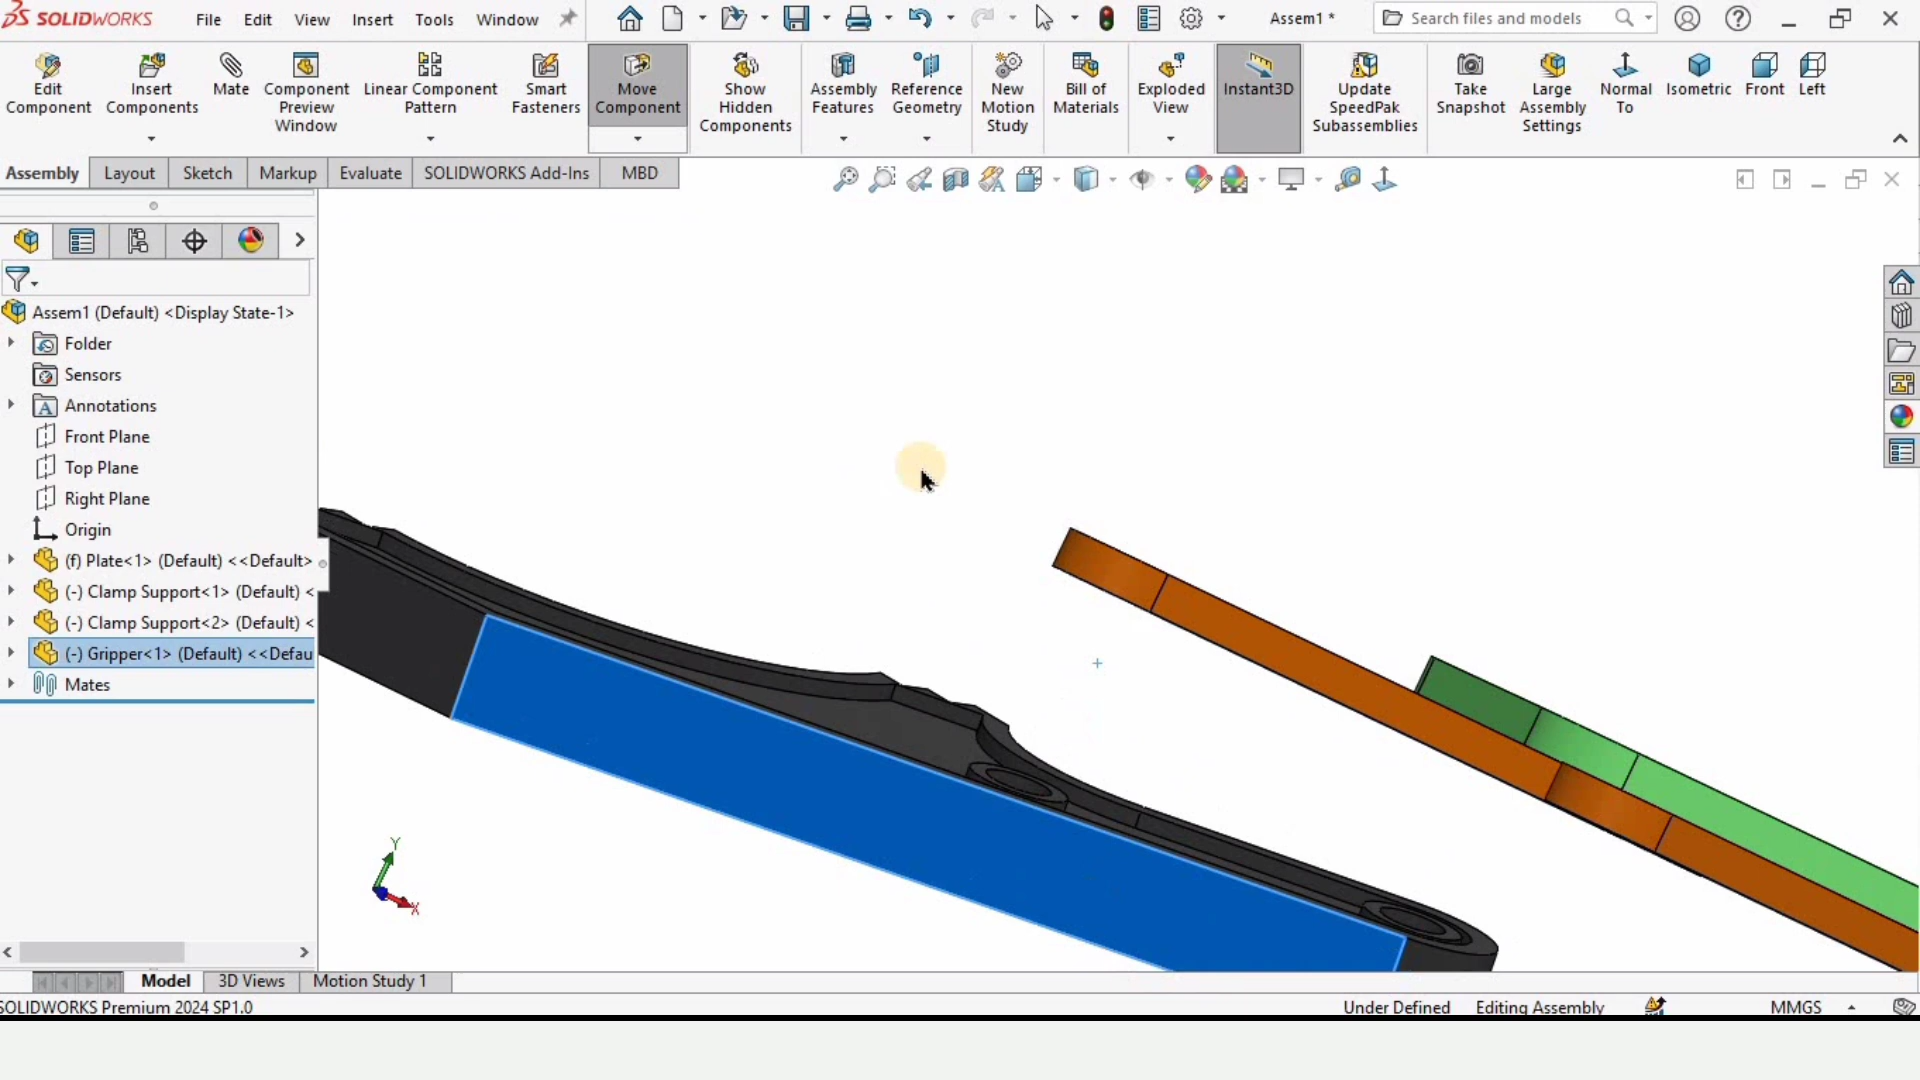 SOLIDWORKS
File Edit View Insert Tools Window
Assem1 *
Search files and models
Edit Component
Insert Components
Mate
Component Preview Window
Linear Component Pattern
Smart Fasteners
Move Component
Show Hidden Components
Assembly Features
Reference Geometry
New Motion Study
Bill of Materials
Exploded View
Instant3D
Update SpeedPak Subassemblies
Take Snapshot
Large Assembly Settings
Normal To
Isometric
Front
Left
Assembly Layout Sketch Markup Evaluate SOLIDWORKS Add-Ins MBD
Assem1 (Default) <Display State-1>
Folder
Sensors
Annotations
Front Plane
Top Plane
Right Plane
Origin
(f) Plate<1> (Default) <<Default>
(-) Clamp Support<1> (Default) <
(-) Clamp Support<2> (Default) <
(-) Gripper<1> (Default) <<Defau
Mates
Y
X
Model 3D Views Motion Study 1
SOLIDWORKS Premium 2024 SP1.0
Under Defined Editing Assembly MMGS